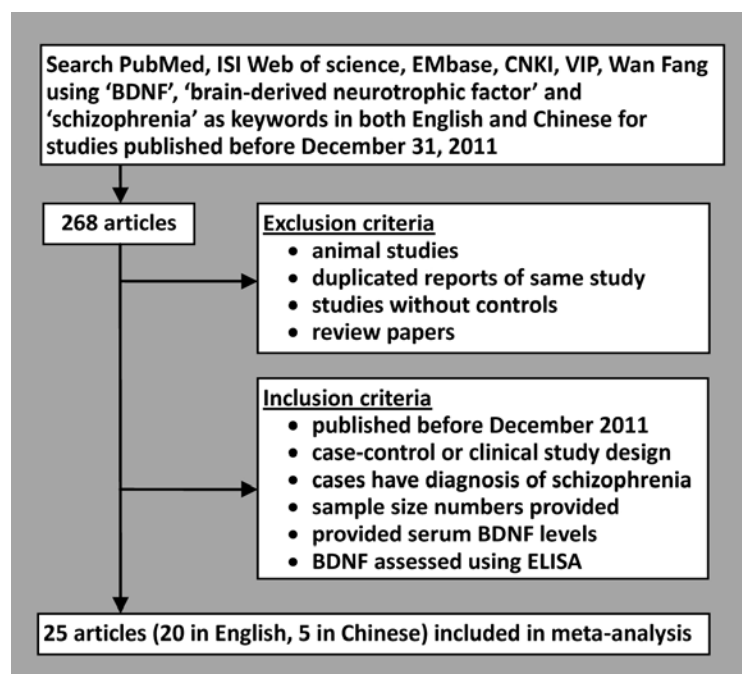 Search PubMed, ISI Web of science, EMbase, CNKI, VIP, Wan Fang
using ‘BDNF’, ‘brain-derived neurotrophic factor’ and
‘schizophrenia’ as keywords in both English and Chinese for
studies published before December 31, 2011
268 articles
Exclusion criteria
• animal studies
• duplicated reports of same study
• studies without controls
• review papers
Inclusion criteria
• published before December 2011
• case-control or clinical study design
• cases have diagnosis of schizophrenia
• sample size numbers provided
• provided serum BDNF levels
• BDNF assessed using ELISA
25 articles (20 in English, 5 in Chinese) included in meta-analysis